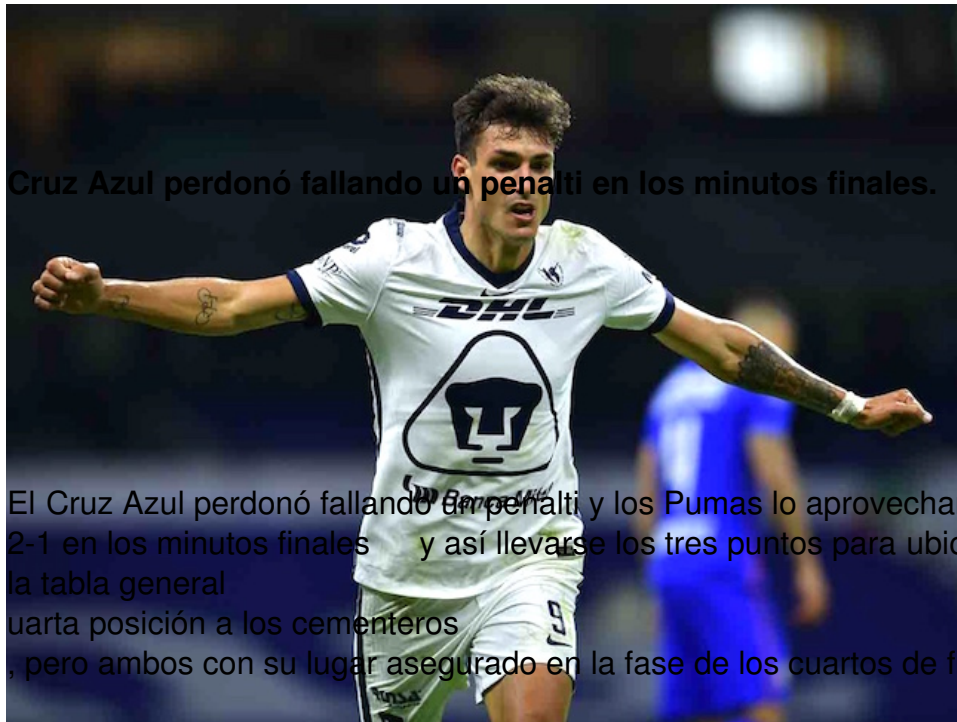 Cruz Azul perdonó fallando un penalti en los minutos finales.
DHL
El Cruz Azul perdonó fallando un penalti y los Pumas lo aprovecha
2-1 en los minutos finales y así llevarse los tres puntos para ubic
la tabla general
uarta posición a los cementeros
, pero ambos con su lugar asegurado en la fase de los cuartos de f
9